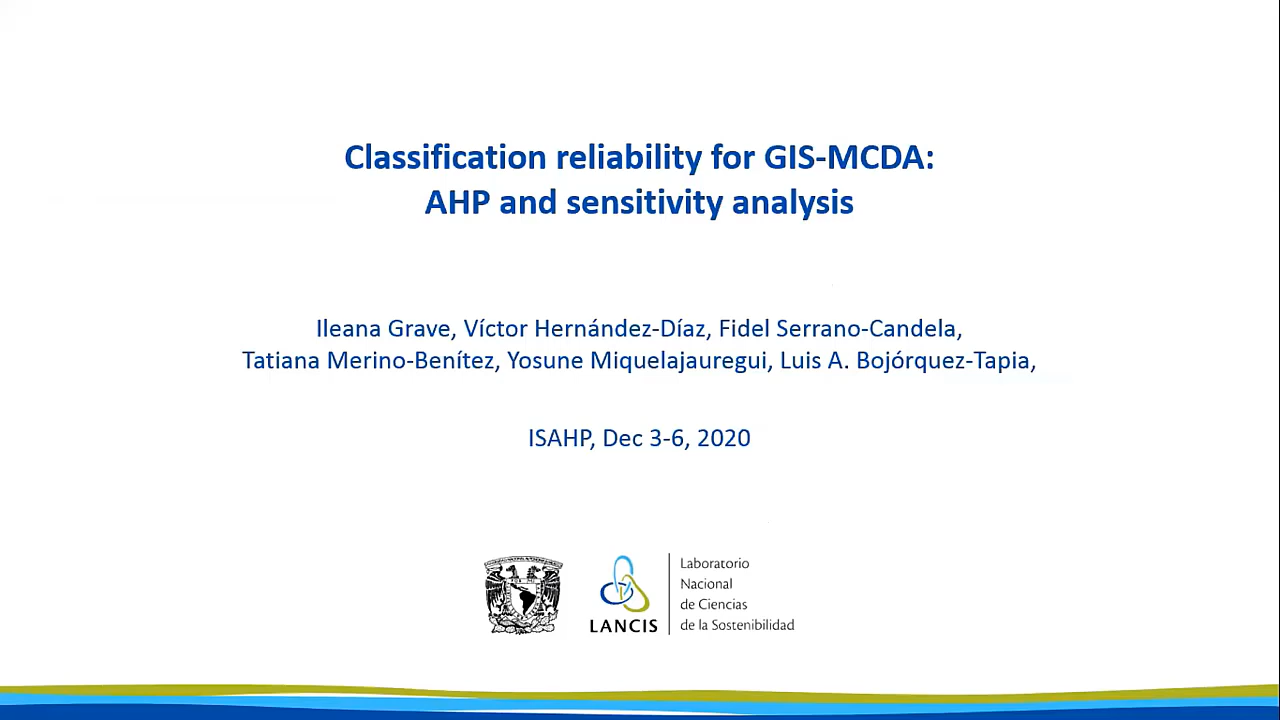 Classification reliability for GIS-MCDA:
AHP and sensitivity analysis
Ileana Grave, Víctor Hernández-Díaz, Fidel Serrano-Candela,
Tatiana Merino-Benítez, Yosune Miquelajauregui, Luis A. Bojórquez-Tapia,
ISAHP, Dec 3-6, 2020
LANCIS
Laboratorio
Nacional
de Ciencias
de la Sostenibilidad